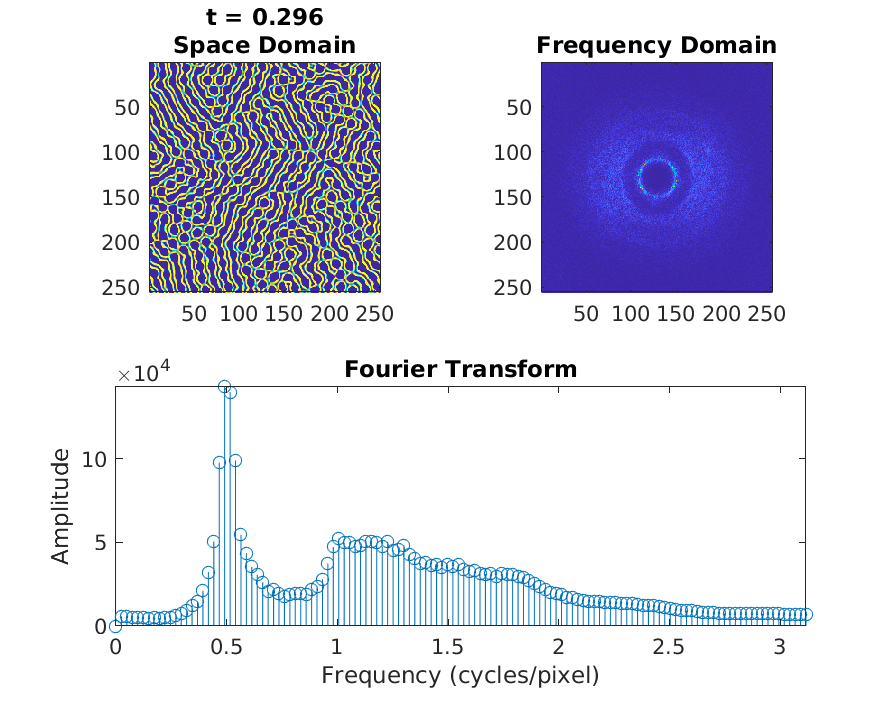 t = 0.296
Space Domain
50
100
150
200
250
50 100 150 200 250
Frequency Domain
50
100
150
200
250
50 100 150 200 250
Fourier Transform
×10⁴
10
5
0
Amplitude
0 0.5 1 1.5 2 2.5 3
Frequency (cycles/pixel)